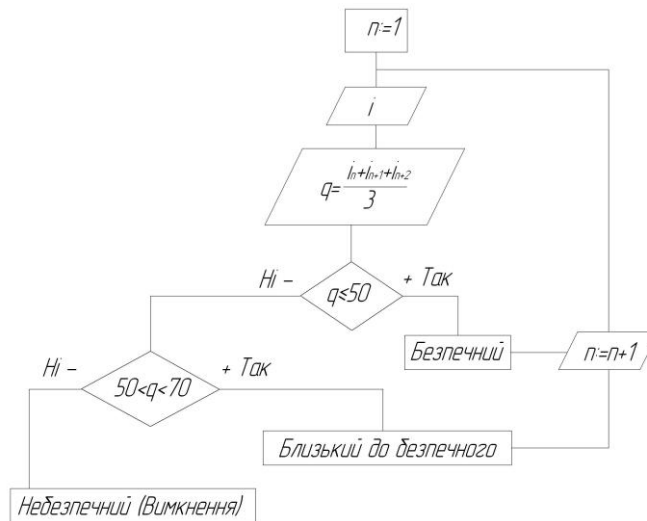 n:=1
i
q=(iₙ+iₙ₊₁+iₙ₊₂)/3
Ні –
q≤50
+ Так
Безпечний
n:=n+1
Ні –
50<q<70
+ Так
Близький до безпечного
Небезпечний (Вимкнення)